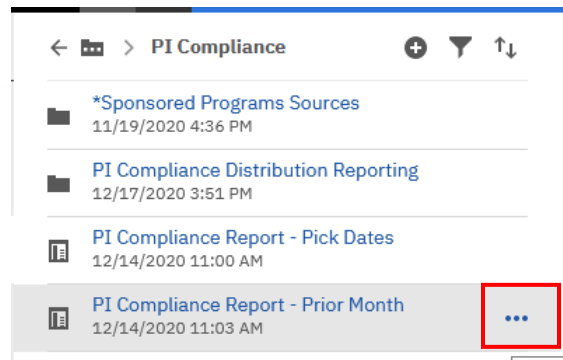 PI Compliance
*Sponsored Programs Sources
11/19/2020 4:36 PM
PI Compliance Distribution Reporting
12/17/2020 3:51 PM
PI Compliance Report - Pick Dates
12/14/2020 11:00 AM
PI Compliance Report - Prior Month
12/14/2020 11:03 AM